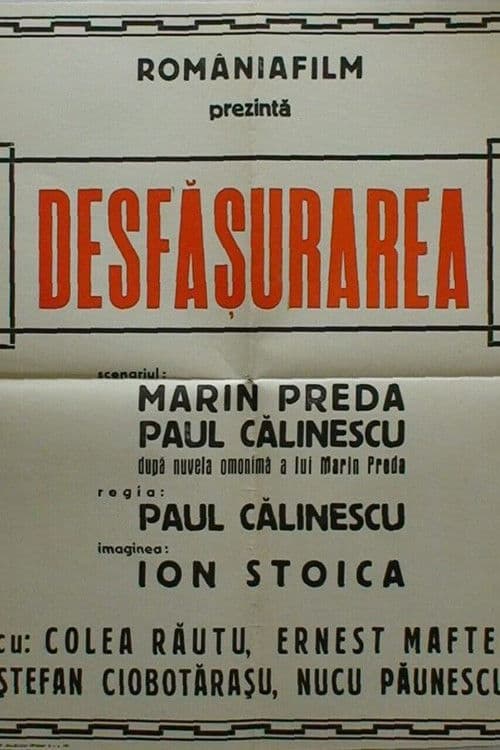 ROMÂNIAFILM
prezintă
DESFĂȘURAREA
scenariul:
MARIN PREDA
PAUL CĂLINESCU
după nuvela omonimă a lui Marin Preda
regia:
PAUL CĂLINESCU
imaginea:
ION STOICA
cu: COLEA RĂUTU, ERNEST MAFTE
ȘTEFAN CIOBOTĂRAȘU, NUCU PĂUNESCU